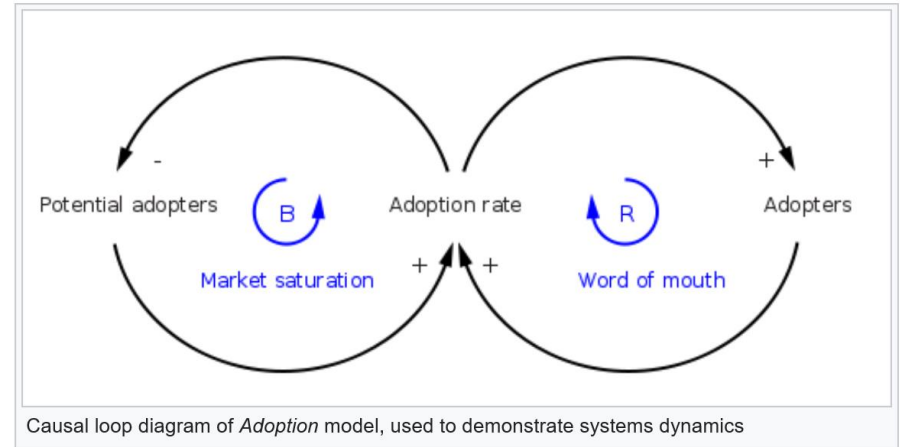 -
+
Potential adopters
B
Adoption rate
R
Adopters
+
+
Market saturation
Word of mouth
Causal loop diagram of Adoption model, used to demonstrate systems dynamics